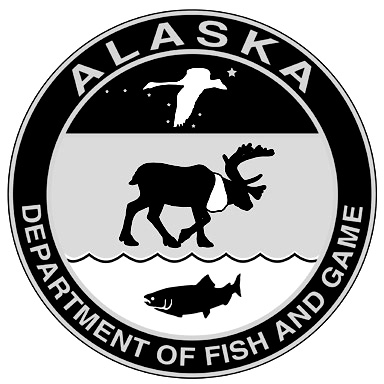 ALASKA
DEPARTMENT OF FISH AND GAME